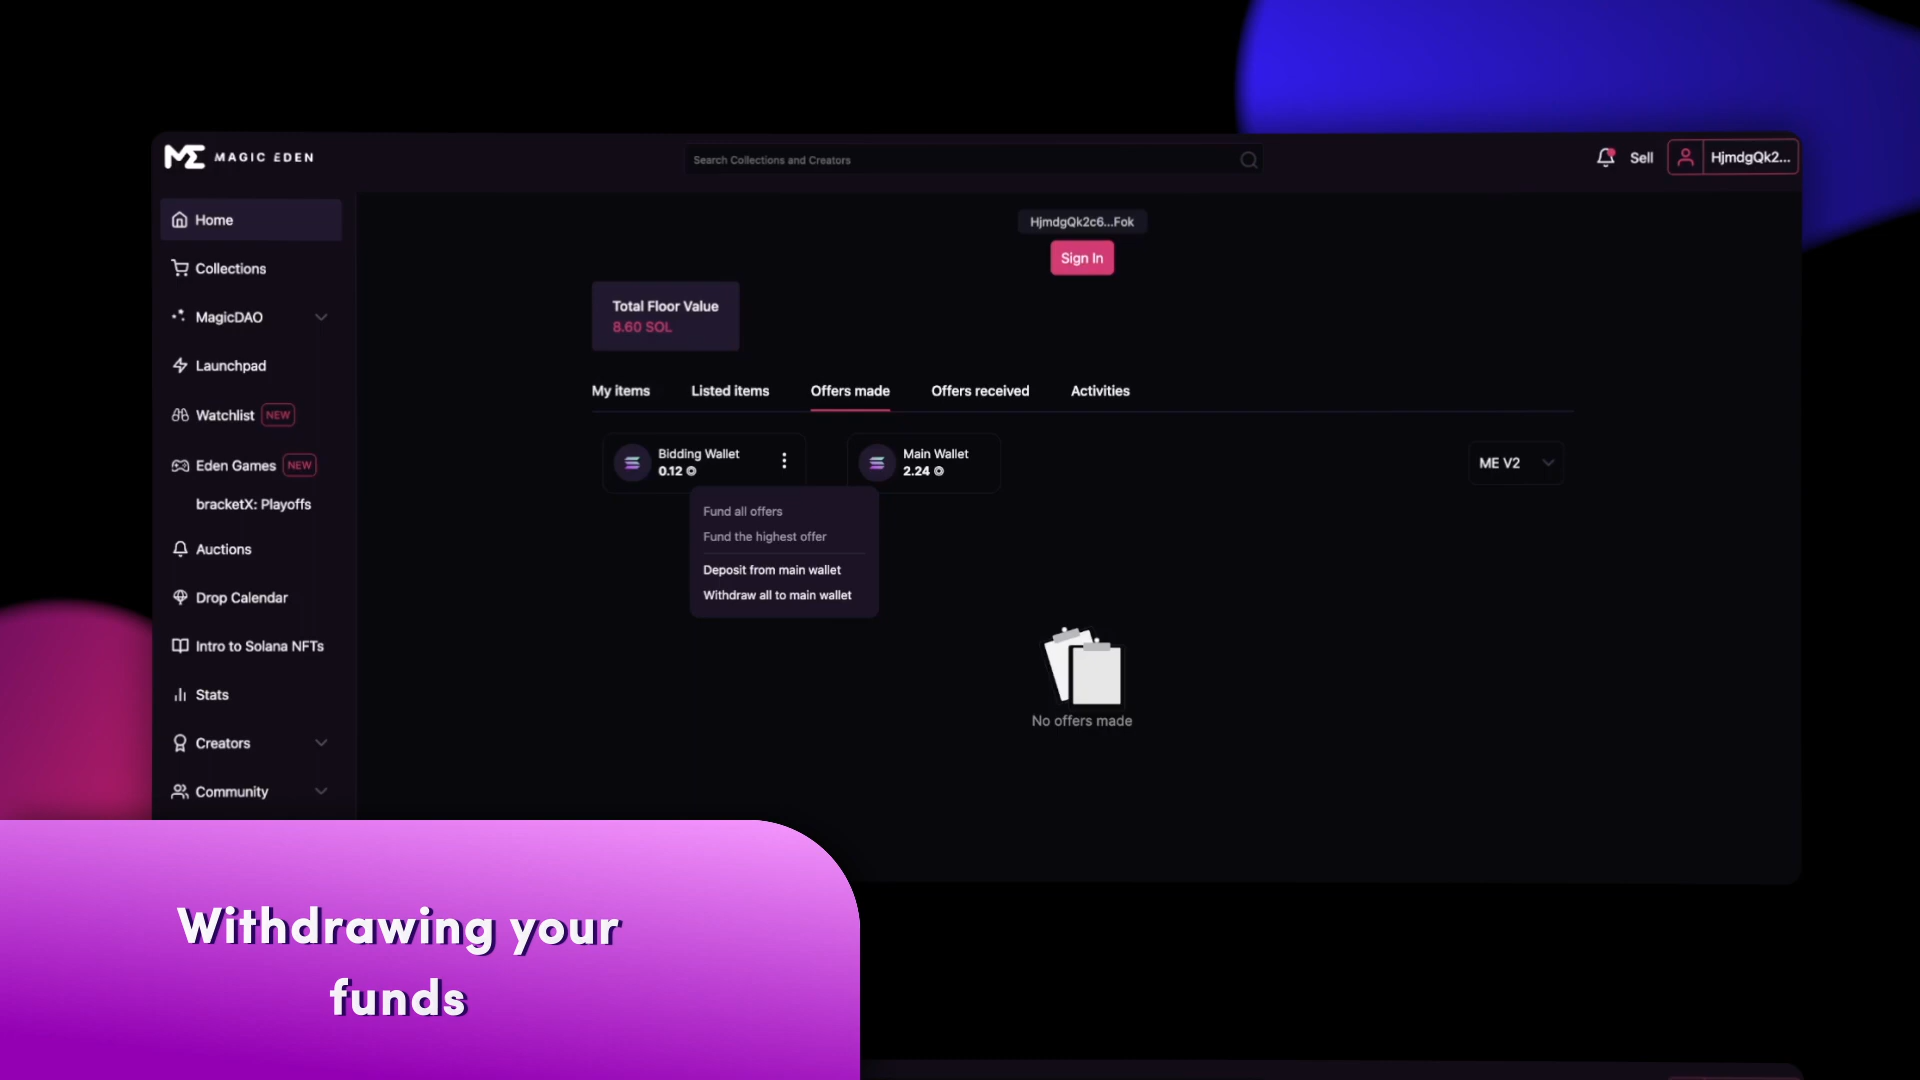 MAGIC EDEN
Search Collections and Creators
Sell
HjmdgQk2...
Home
Collections
MagicDAO
Launchpad
Watchlist NEW
Eden Games NEW
bracketX: Playoffs
Auctions
Drop Calendar
Intro to Solana NFTs
Stats
Creators
Community
HjmdgQk2c6...Fok
Sign In
Total Floor Value
8.60 SOL
My items
Listed items
Offers made
Offers received
Activities
Bidding Wallet
0.12
Main Wallet
2.24
ME V2
Fund all offers
Fund the highest offer
Deposit from main wallet
Withdraw all to main wallet
No offers made
Withdrawing your
funds